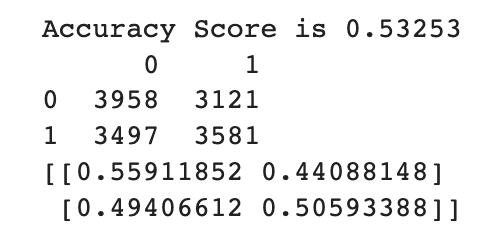 Accuracy Score is 0.53253
0 1
0 3958 3121
1 3497 3581
[[0.55911852 0.44088148]
[0.49406612 0.50593388]]